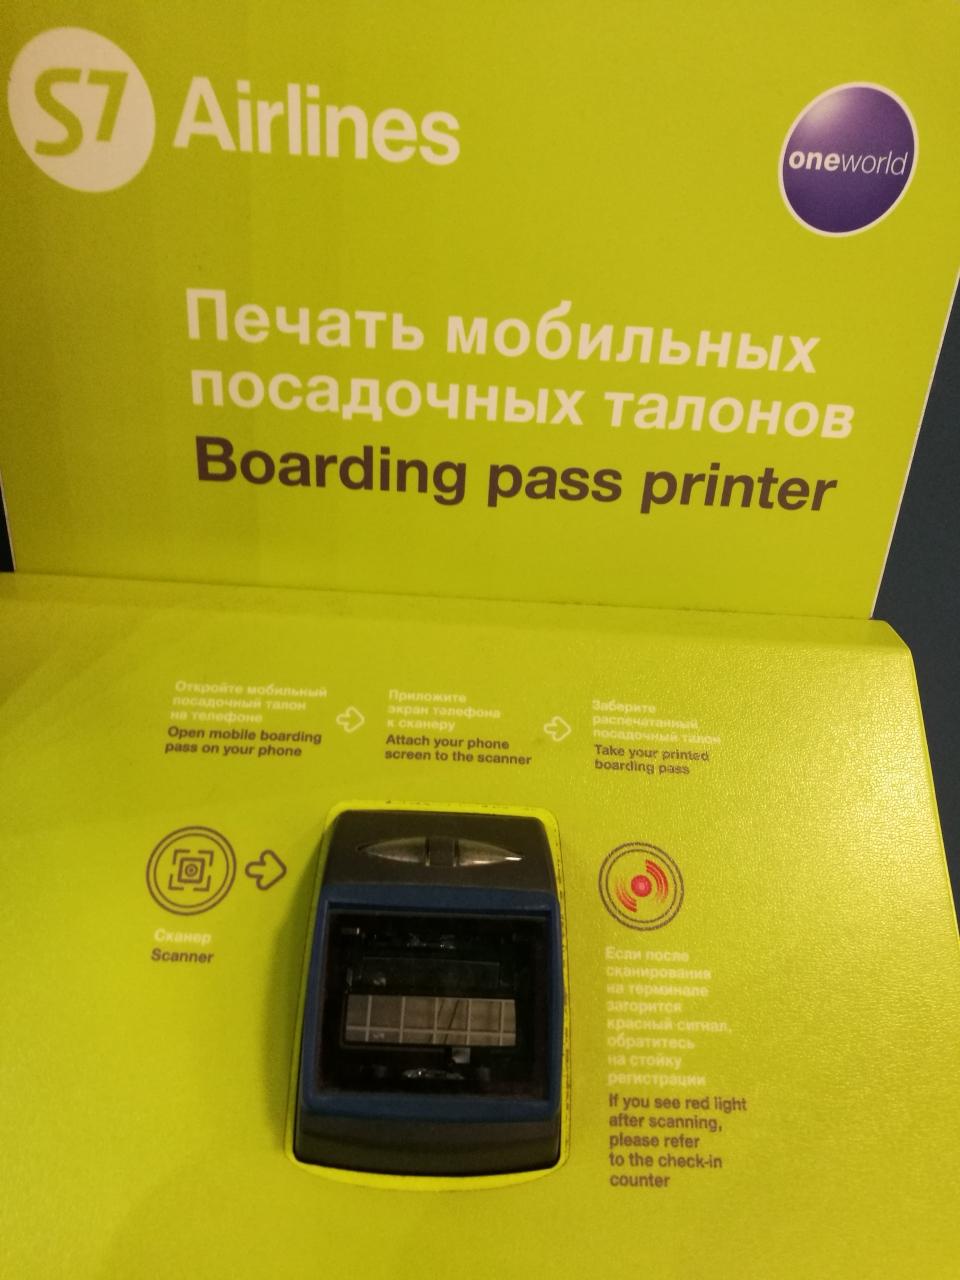 S7 Airlines
oneworld
Печать мобильных
посадочных талонов
Boarding pass printer
Откройте мобильный
посадочный талон
на телефоне
Open mobile boarding
pass on your phone
Приложите
экран телефона
к сканеру
Attach your phone
screen to the scanner
Заберите
распечатанный
посадочный талон
Take your printed
boarding pass
Сканер
Scanner
Если после
сканирования
на терминале
загорится
красный сигнал,
обратитесь
на стойку
регистрации
If you see red light
after scanning,
please refer
to the check-in
counter